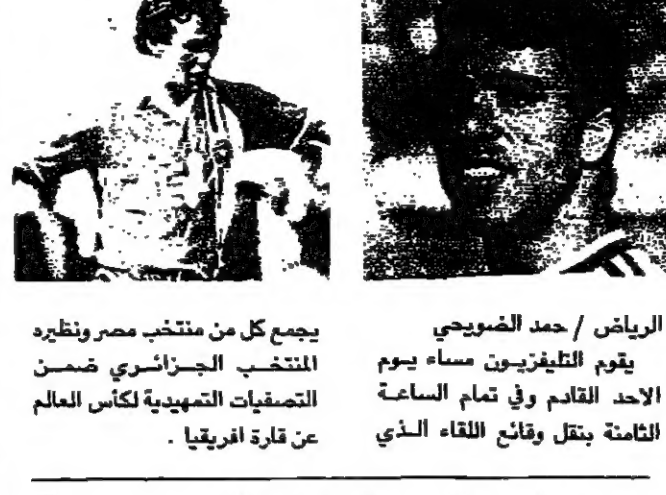 الرياض / حمد الضويحي
يقوم التليفزيون مساء يوم
الاحد القادم وفي تمام الساعة
الثامنة بنقل وقائع اللقاء الذي
يجمع كل من منتخب مصر ونظيره
المنتخب الجزائري ضمن
التصفيات التمهيدية لكأس العالم
عن قارة افريقيا .